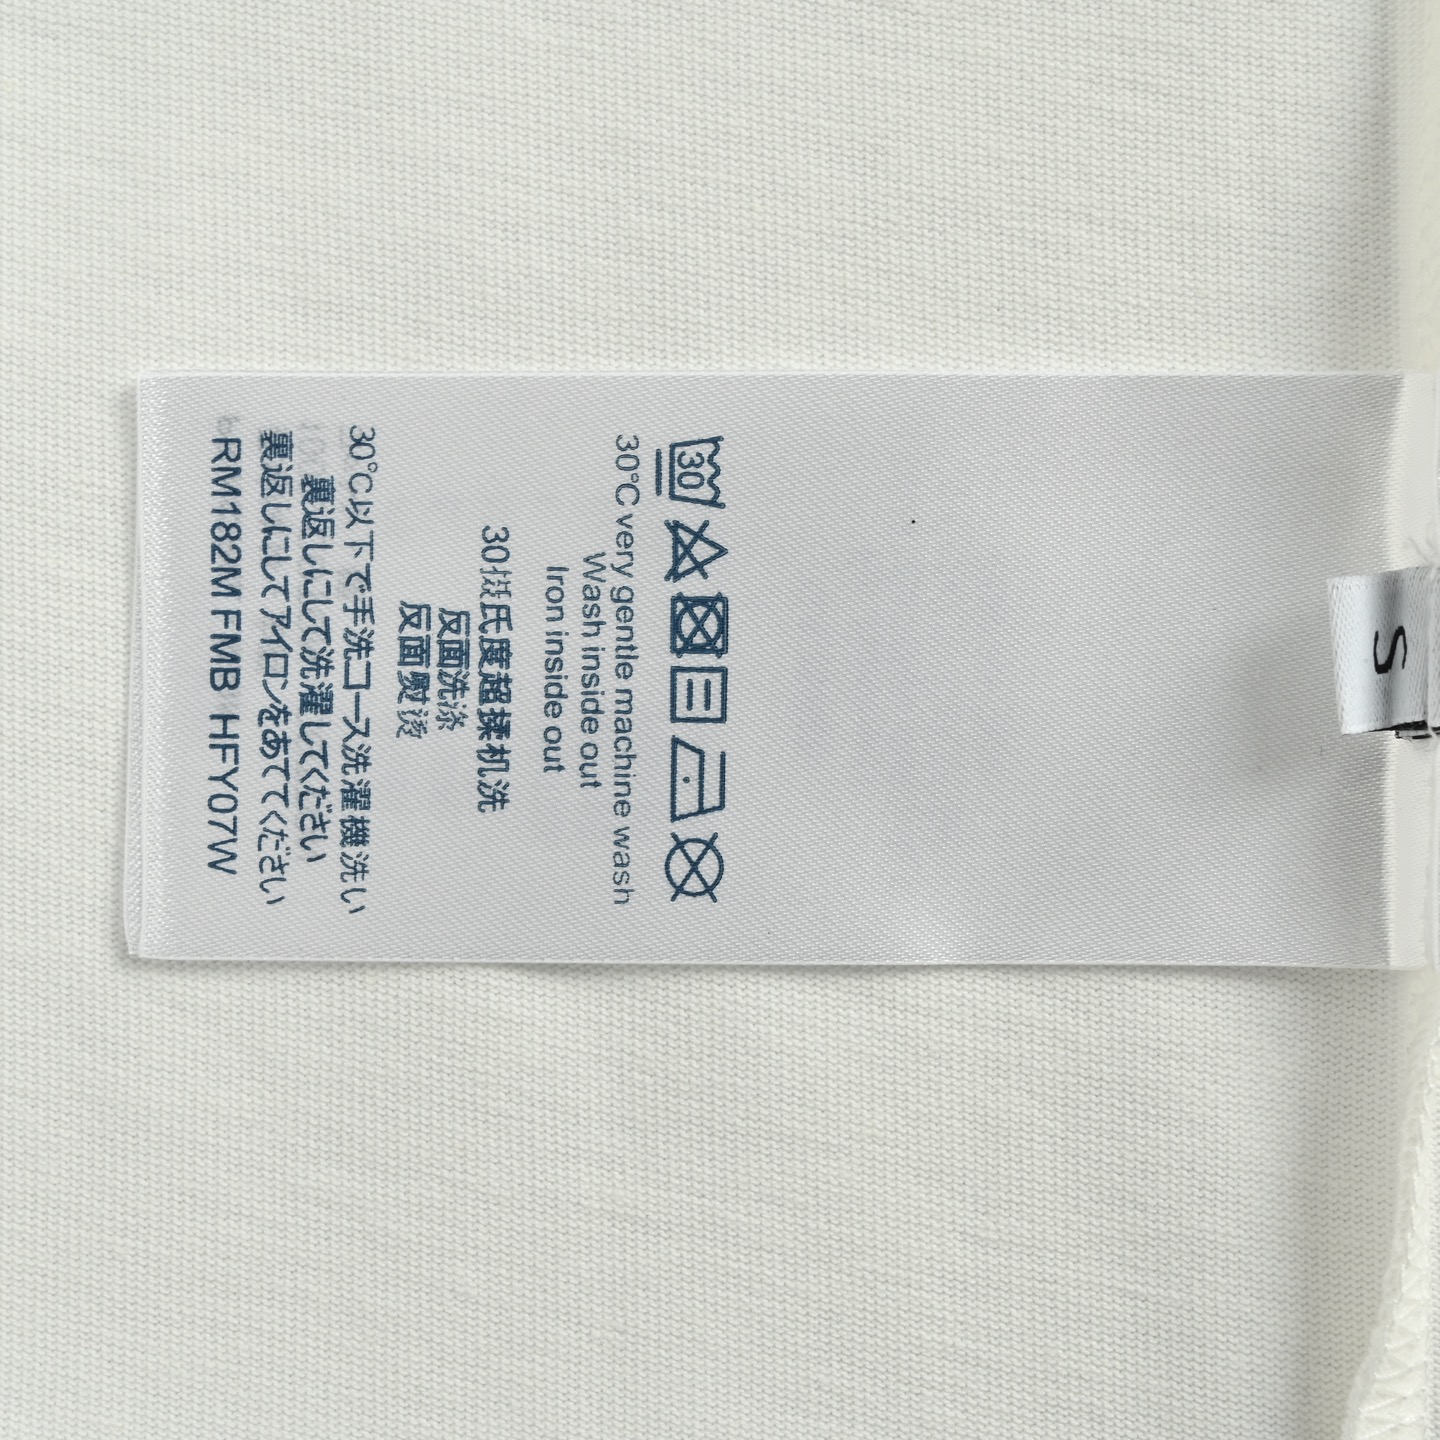 S
30
30°C very gentle machine wash
Wash inside out
Iron inside out
30摄氏度超揉机洗
反面洗涤
反面熨烫
30°C以下で手洗コース洗濯機洗い
裏返しにして洗濯してください
裏返しにしてアイロンをあててください
RM182M FMB HFY07W